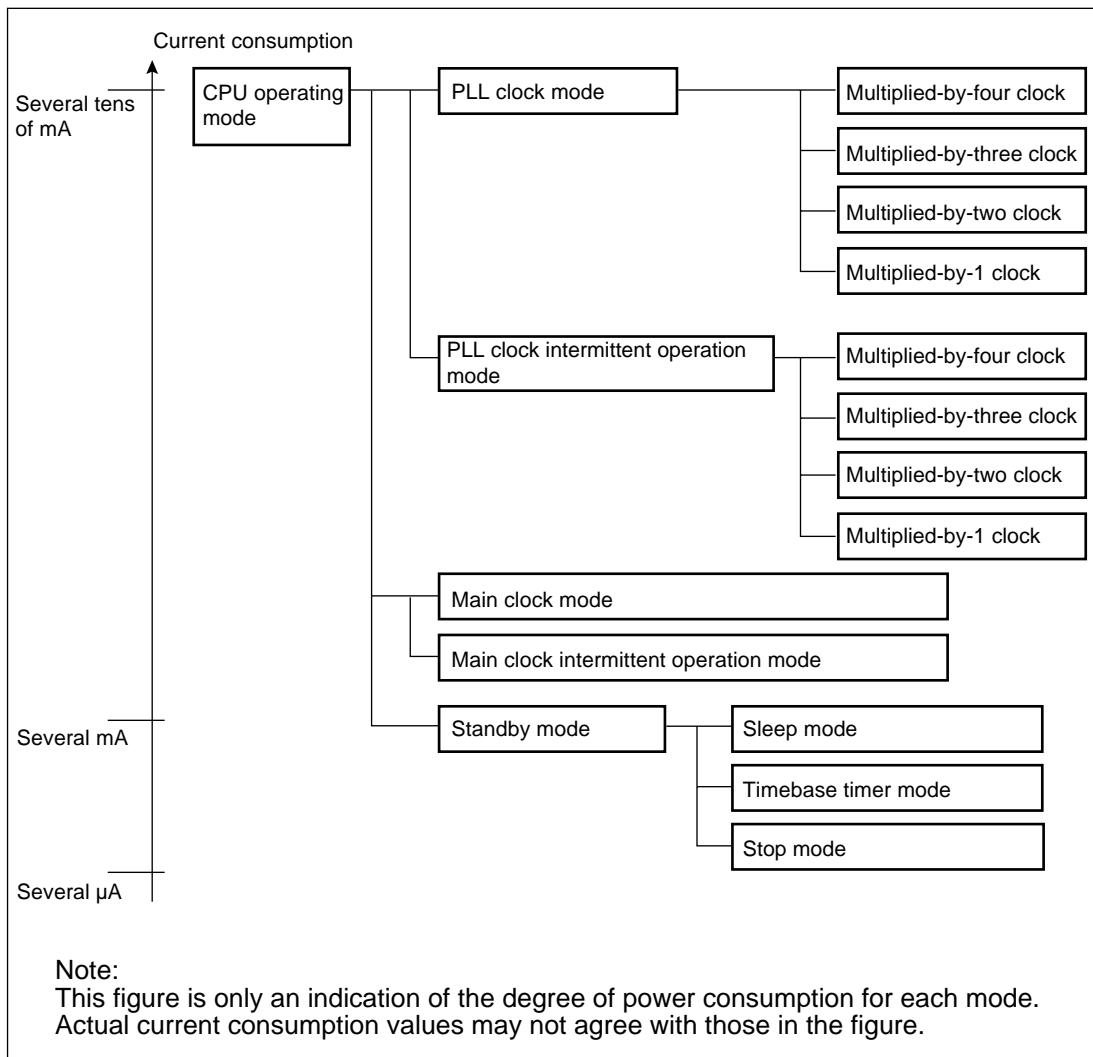 Current consumption
Several tens
of mA
CPU operating
mode
PLL clock mode
Multiplied-by-four clock
Multiplied-by-three clock
Multiplied-by-two clock
Multiplied-by-1 clock
PLL clock intermittent operation
mode
Multiplied-by-four clock
Multiplied-by-three clock
Multiplied-by-two clock
Multiplied-by-1 clock
Main clock mode
Main clock intermittent operation mode
Several mA
Standby mode
Sleep mode
Timebase timer mode
Stop mode
Several µA
Note:
This figure is only an indication of the degree of power consumption for each mode.
Actual current consumption values may not agree with those in the figure.